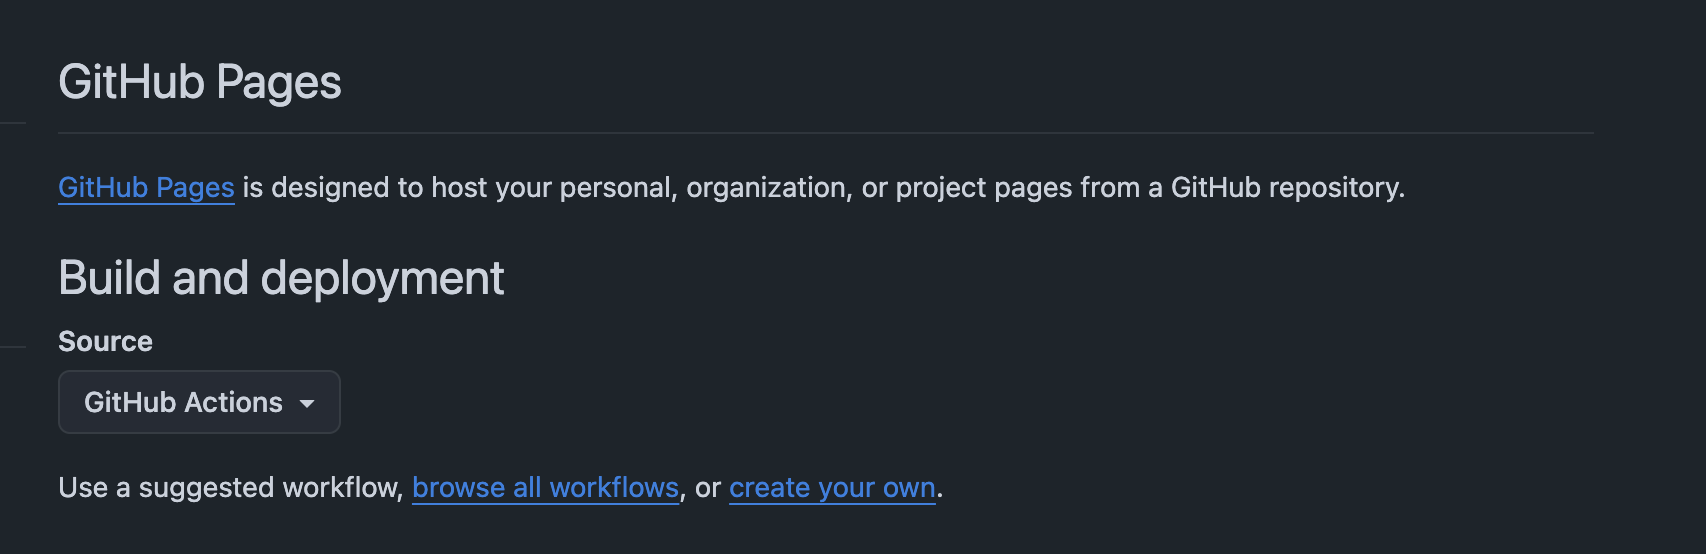 GitHub Pages
GitHub Pages is designed to host your personal, organization, or project pages from a GitHub repository.
Build and deployment
Source
GitHub Actions
Use a suggested workflow, browse all workflows, or create your own.